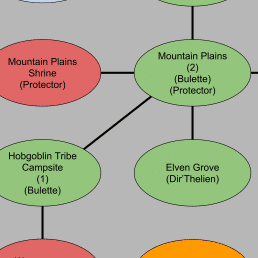 Mountain Plains
Shrine
(Protector)
Mountain Plains
(2)
(Bulette)
(Protector)
Hobgoblin Tribe
Campsite
(1)
(Bulette)
Elven Grove
(Dir'Thelien)